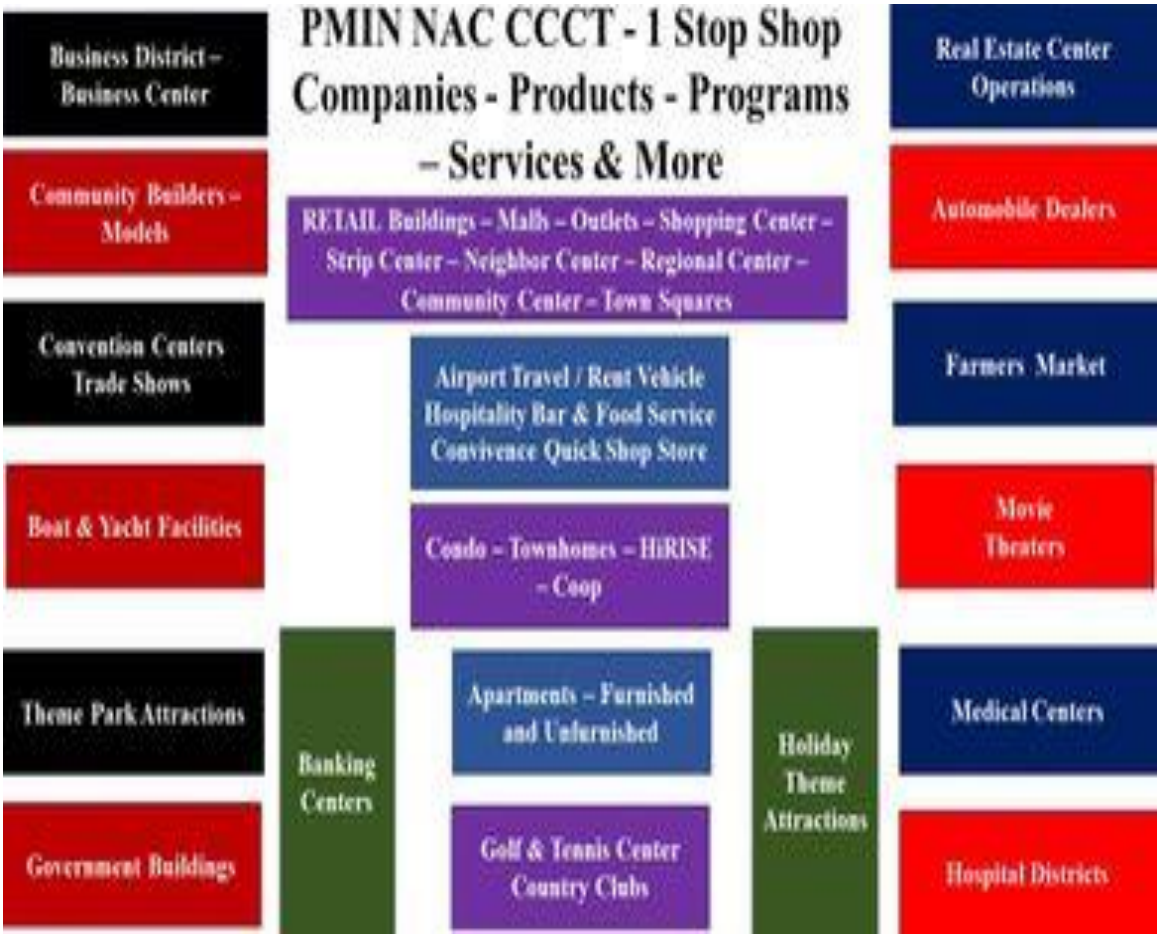 PMIN NAC CCCT - 1 Stop Shop
Companies - Products - Programs
– Services & More
Business District –
Business Center
Community Builders –
Models
Convention Centers
Trade Shows
Boat & Yacht Facilities
Theme Park Attractions
Government Buildings
RETAIL Buildings – Malls – Outlets – Shopping Center –
Strip Center – Neighbor Center – Regional Center –
Community Center – Town Squares
Airport Travel / Rent Vehicle
Hospitality Bar & Food Service
Convivence Quick Shop Store
Condo – Townhomes – HiRISE
– Coop
Banking
Centers
Apartments – Furnished
and Unfurnished
Golf & Tennis Center
Country Clubs
Holiday
Theme
Attractions
Real Estate Center
Operations
Automobile Dealers
Farmers Market
Movie
Theaters
Medical Centers
Hospital Districts